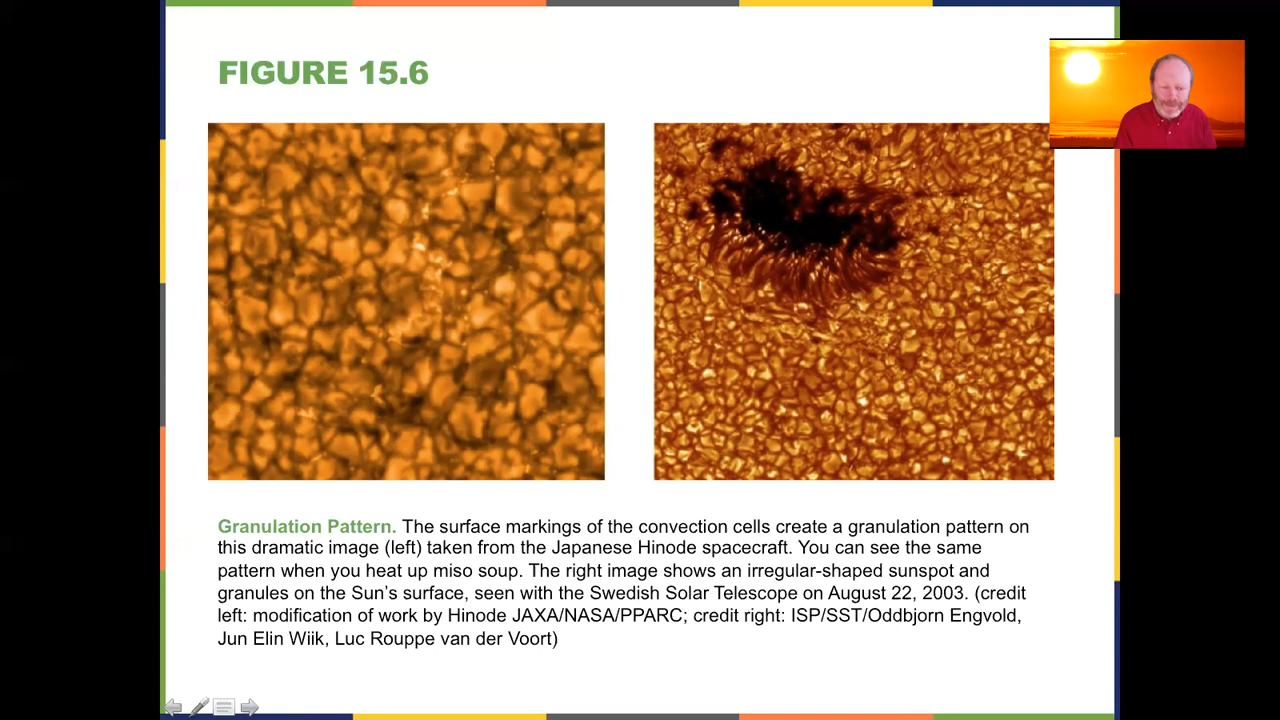 FIGURE 15.6
Granulation Pattern. The surface markings of the convection cells create a granulation pattern on
this dramatic image (left) taken from the Japanese Hinode spacecraft. You can see the same
pattern when you heat up miso soup. The right image shows an irregular-shaped sunspot and
granules on the Sun’s surface, seen with the Swedish Solar Telescope on August 22, 2003. (credit
left: modification of work by Hinode JAXA/NASA/PPARC; credit right: ISP/SST/Oddbjorn Engvold,
Jun Elin Wiik, Luc Rouppe van der Voort)